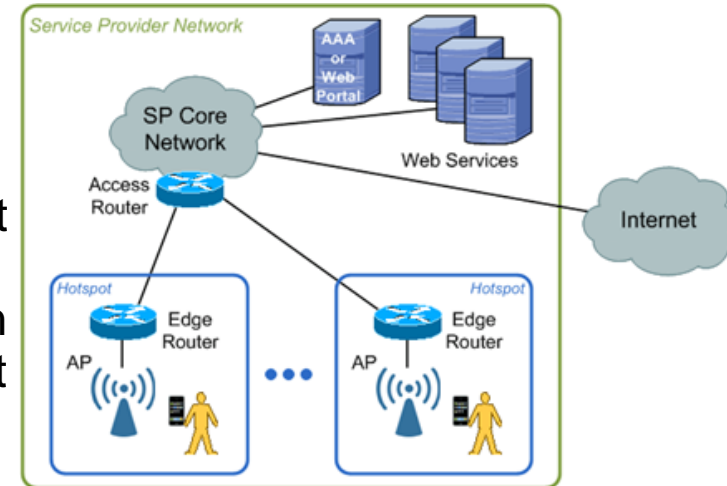 Service Provider Network
AAA
or
Web
Portal
SP Core
Network
Web Services
Access
Router
Internet
t
Hotspot
Hotspot
Edge
Router
Edge
Router
AP
AP
t